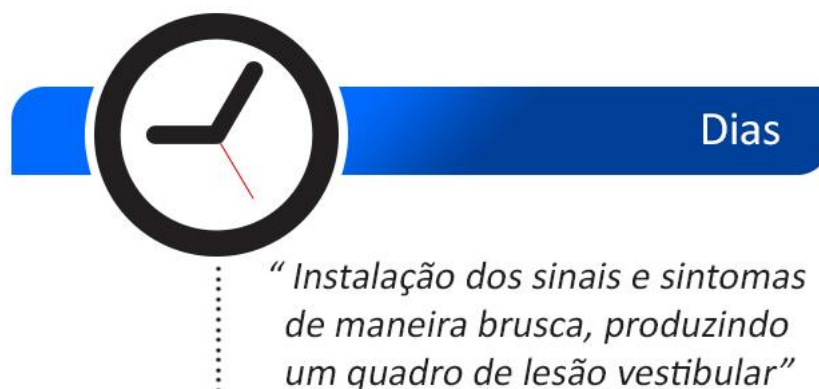 Dias
“ Instalação dos sinais e sintomas
de maneira brusca, produzindo
um quadro de lesão vestibular”